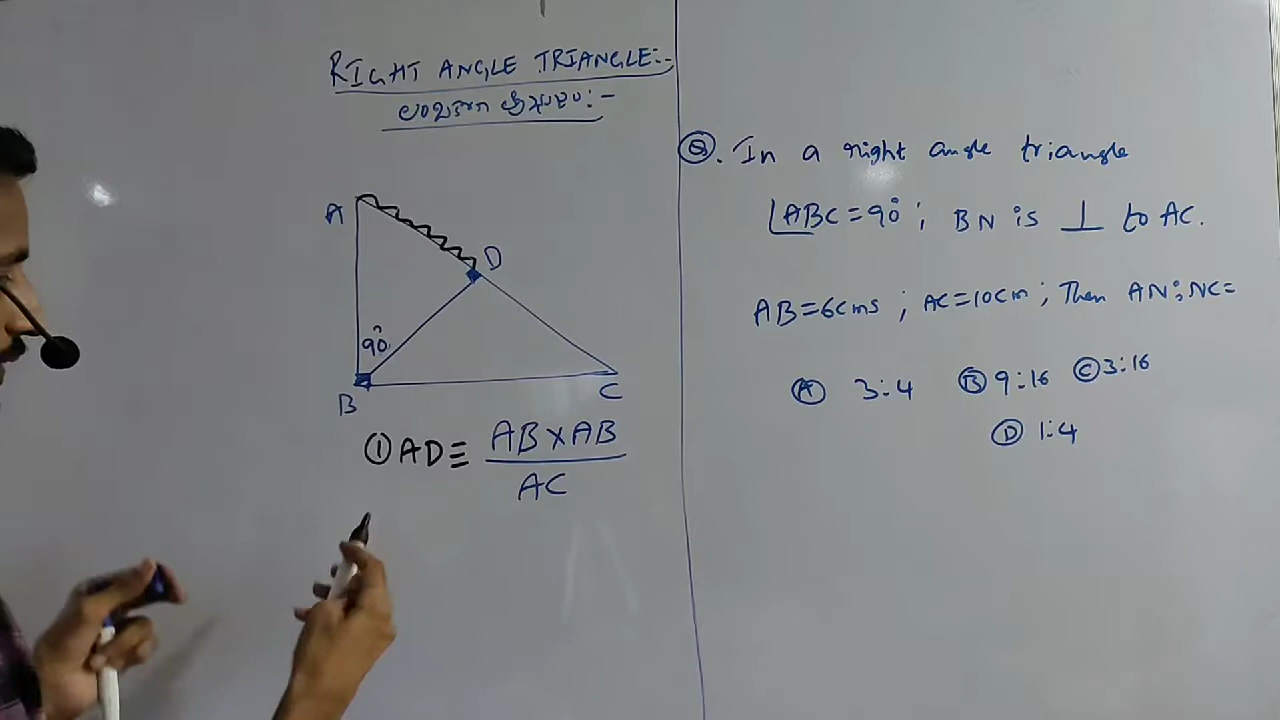 RIGHT ANGLE TRIANGLE:-
A
D
90°
B
C
① AD ≡ AB×AB
AC
Ⓠ. In a right angle triangle
∠ABC = 90°; BN is ⊥ to AC.
AB = 6cms ; AC = 10cm ; Then AN:NC =
Ⓐ 3:4 Ⓑ 9:16 Ⓒ 3:16
Ⓓ 1:4